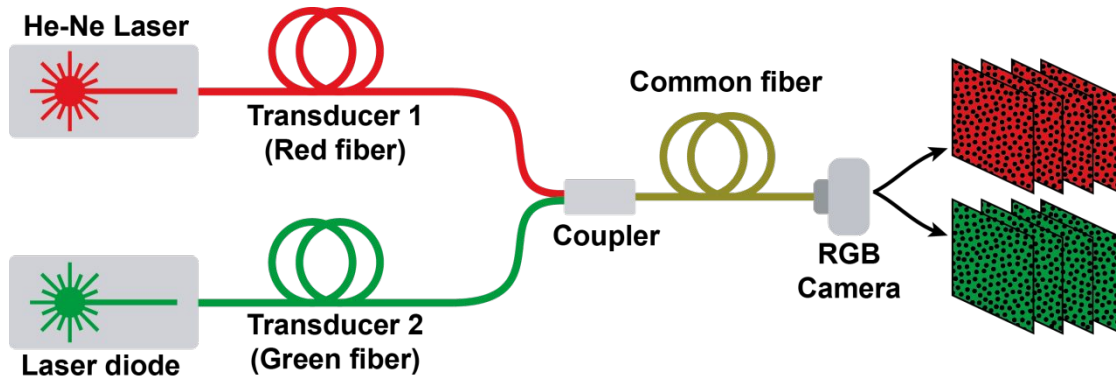 He-Ne Laser
Transducer 1
(Red fiber)
Common fiber
Coupler
RGB
Camera
Transducer 2
(Green fiber)
Laser diode